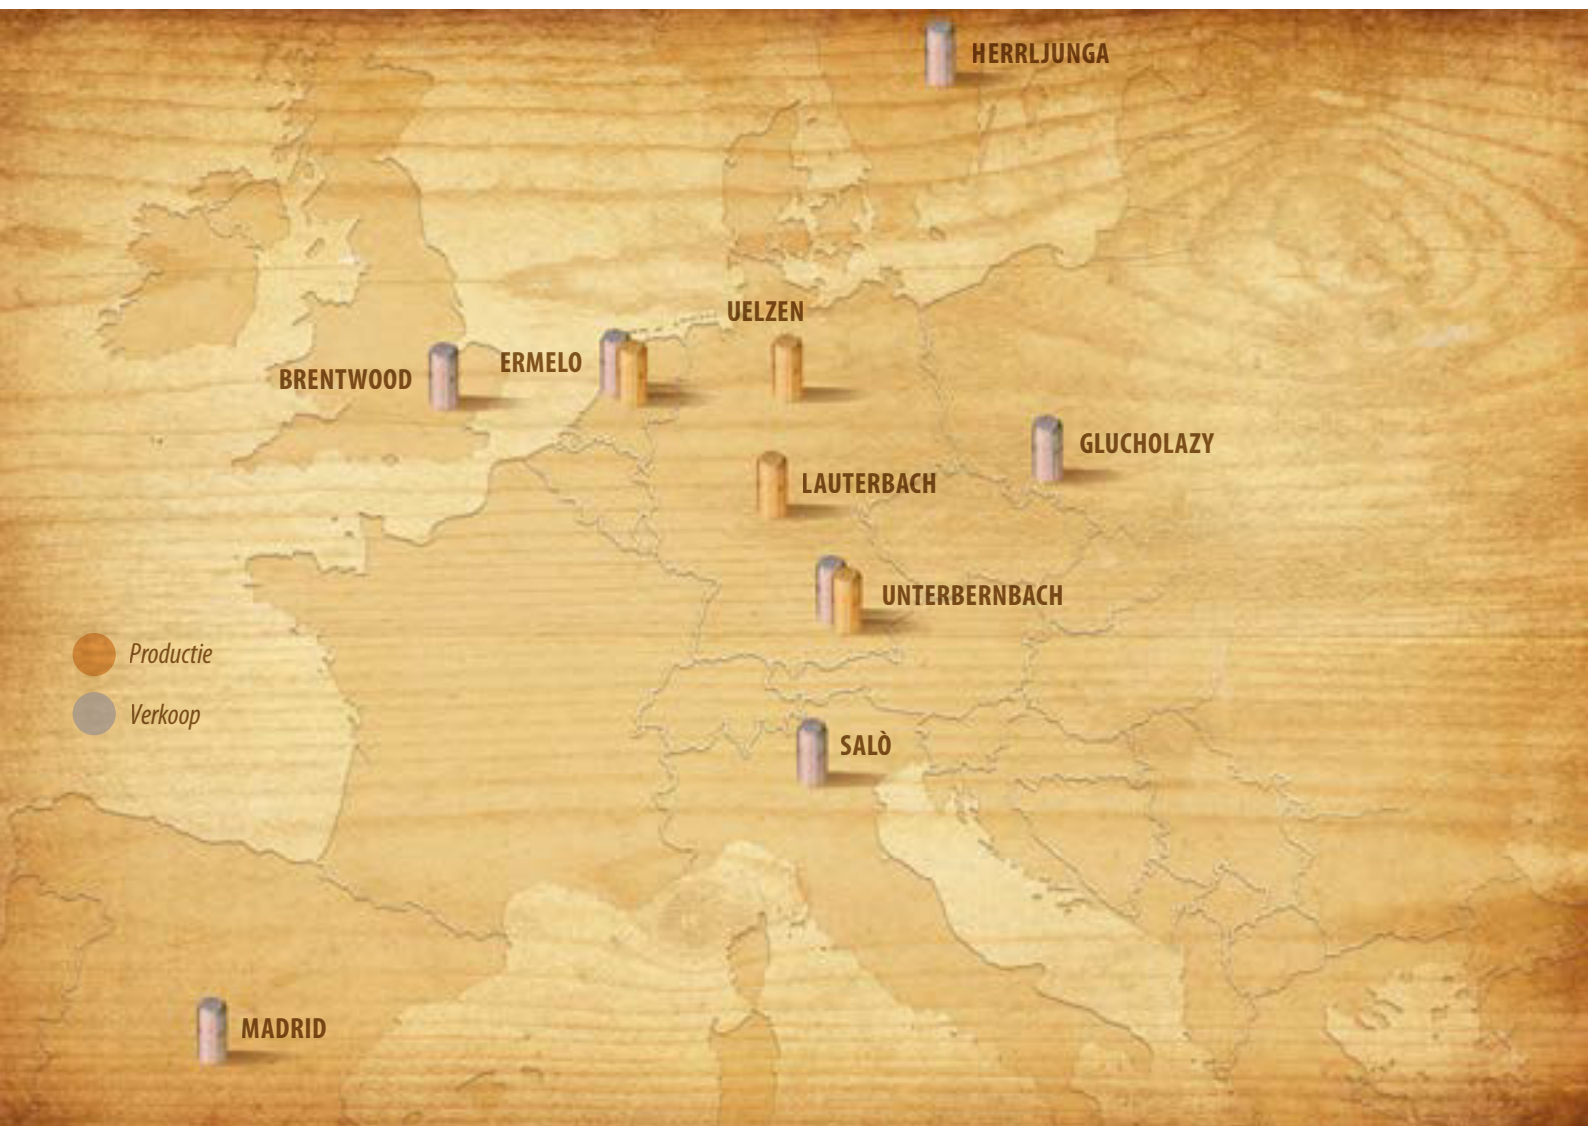 HERRLJUNGA
UELZEN
ERMELO
BRENTWOOD
GLUCHOLAZY
LAUTERBACH
UNTERBERNBACH
Productie
Verkoop
SALÒ
MADRID